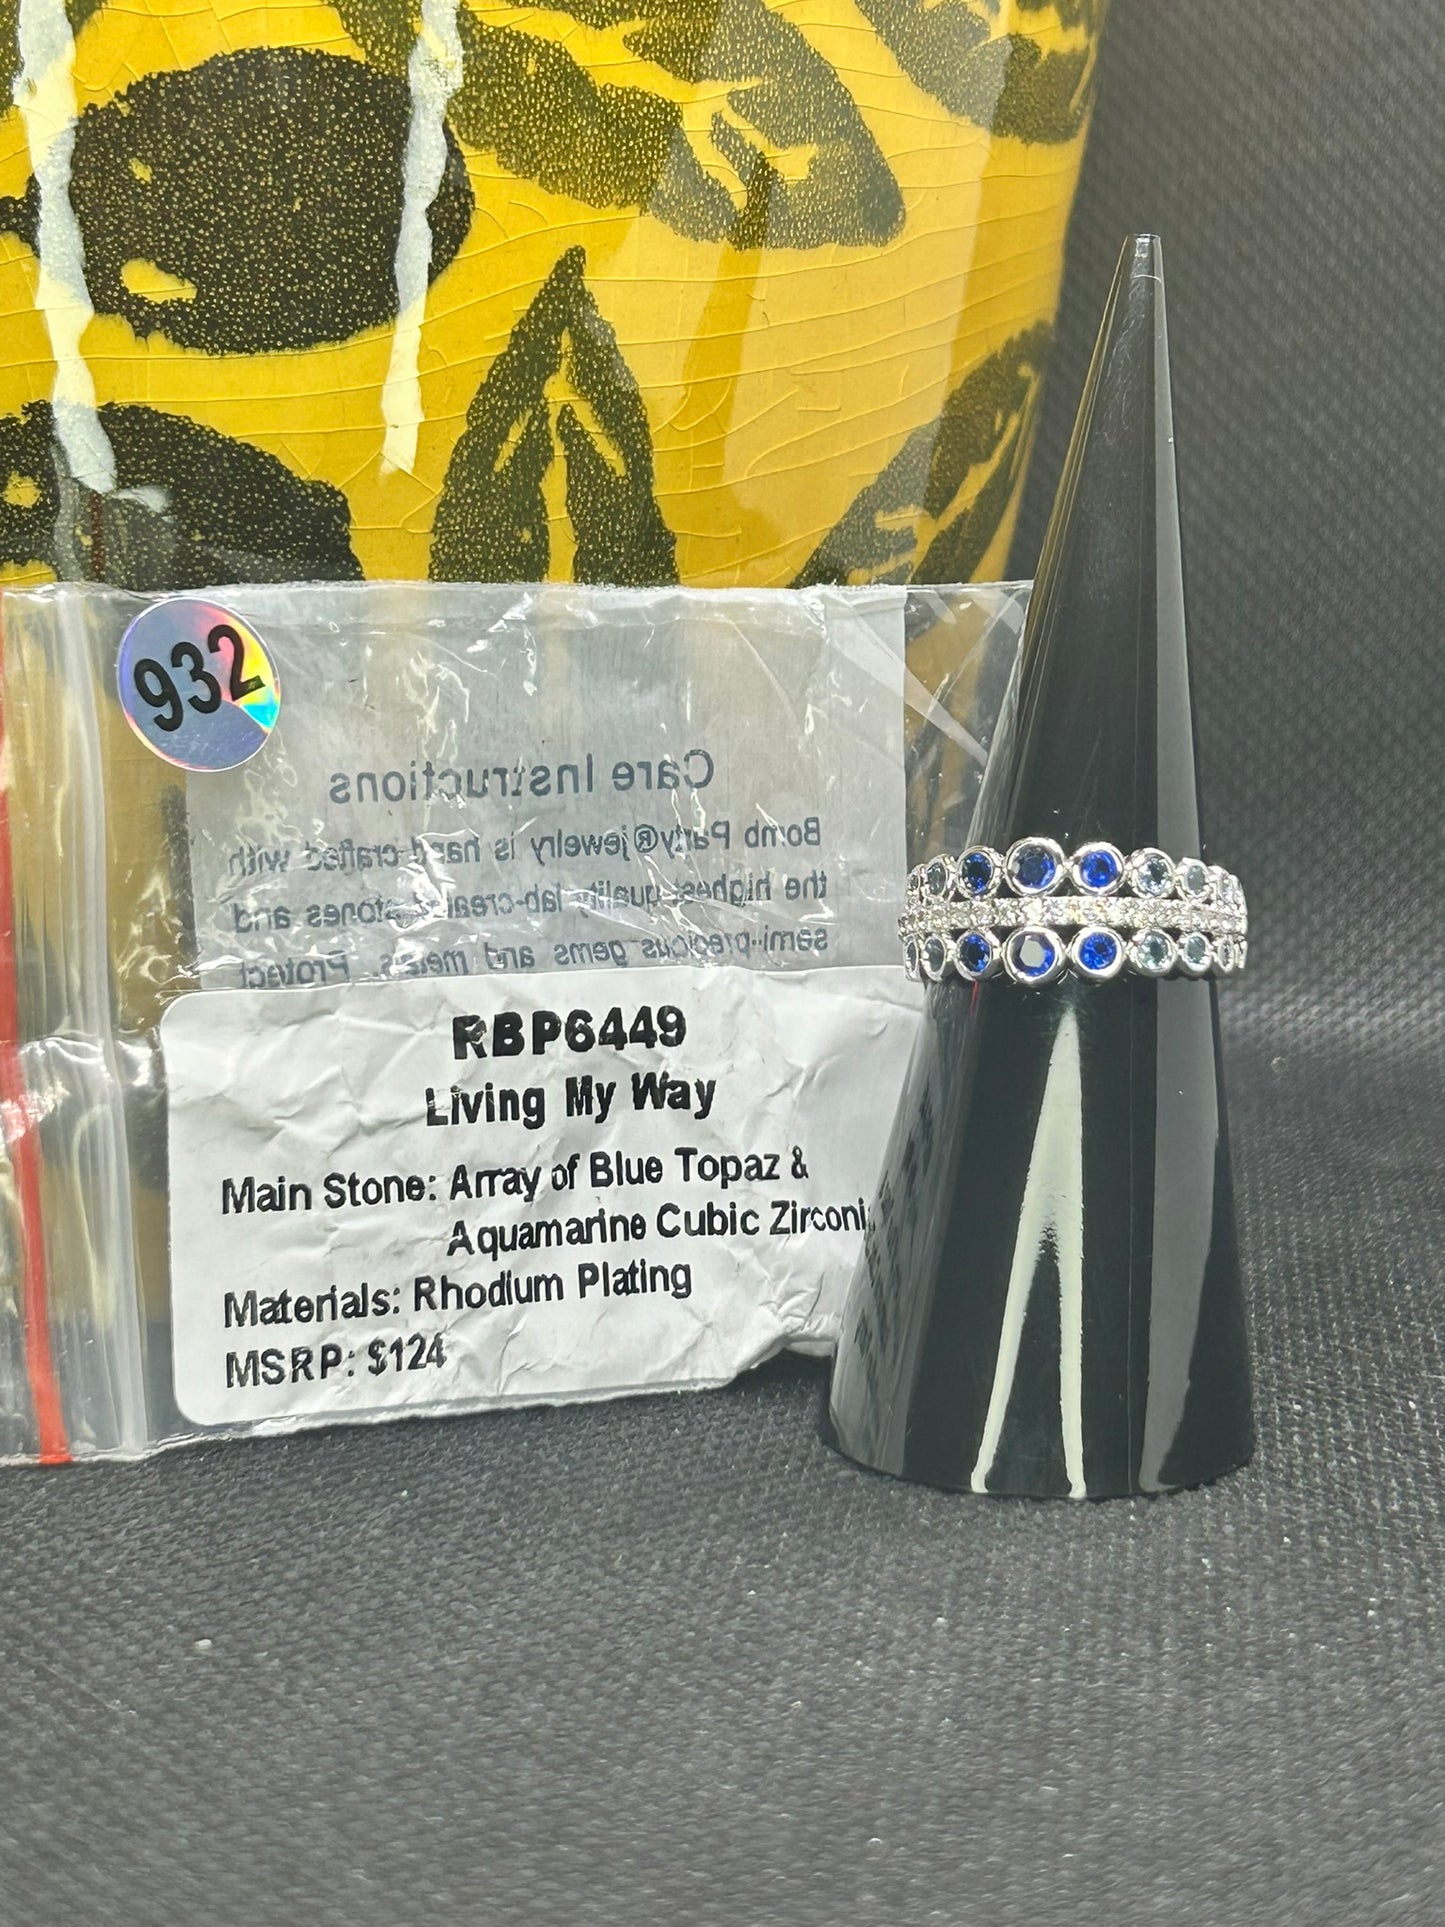 932
Care Instructions
Bomb Party® jewelry is hand-crafted with
the highest quality lab-created stones and
semi-precious gems and metals. Protect
RBP6449
Living My Way
Main Stone: Array of Blue Topaz &
Aquamarine Cubic Zirconi
Materials: Rhodium Plating
MSRP: $124